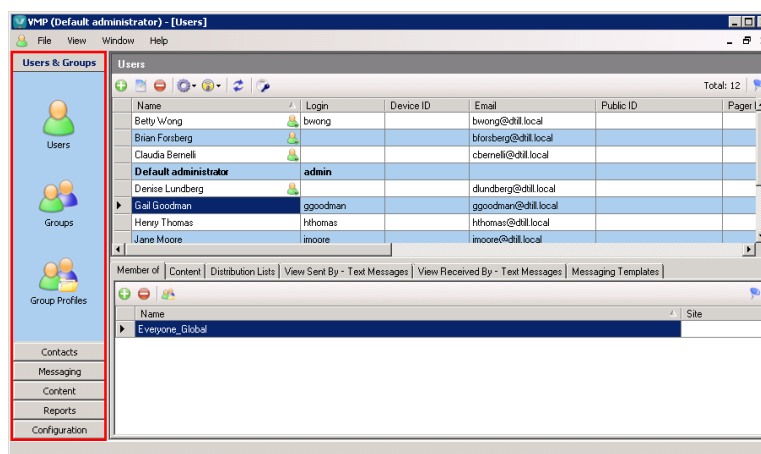 VMP (Default administrator) - [Users]
File View Window Help
Users & Groups
Users
Groups
Group Profiles
Contacts
Messaging
Content
Reports
Configuration
Users
Total: 12
Name Login Device ID Email Public ID Pager
Betty Wong bwong bwong@dtill.local
Brian Forsberg bforsberg@dtill.local
Claudia Bernelli cbernelli@dtill.local
Default administrator admin
Denise Lundberg dlundberg@dtill.local
Gail Goodman ggoodman ggoodman@dtill.local
Henry Thomas hthomas hthomas@dtill.local
Jane Moore jmoore jmoore@dtill.local
Member of Content Distribution Lists View Sent By - Text Messages View Received By - Text Messages Messaging Templates
Name Site
Everyone_Global